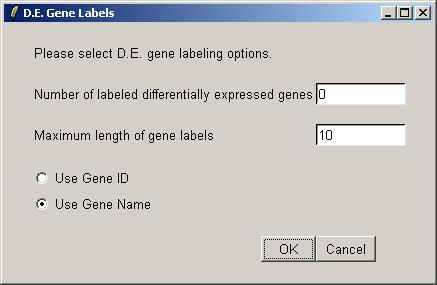 D.E. Gene Labels
Please select D.E. gene labeling options.
Number of labeled differentially expressed genes 0
Maximum length of gene labels 10
Use Gene ID
Use Gene Name
OK Cancel